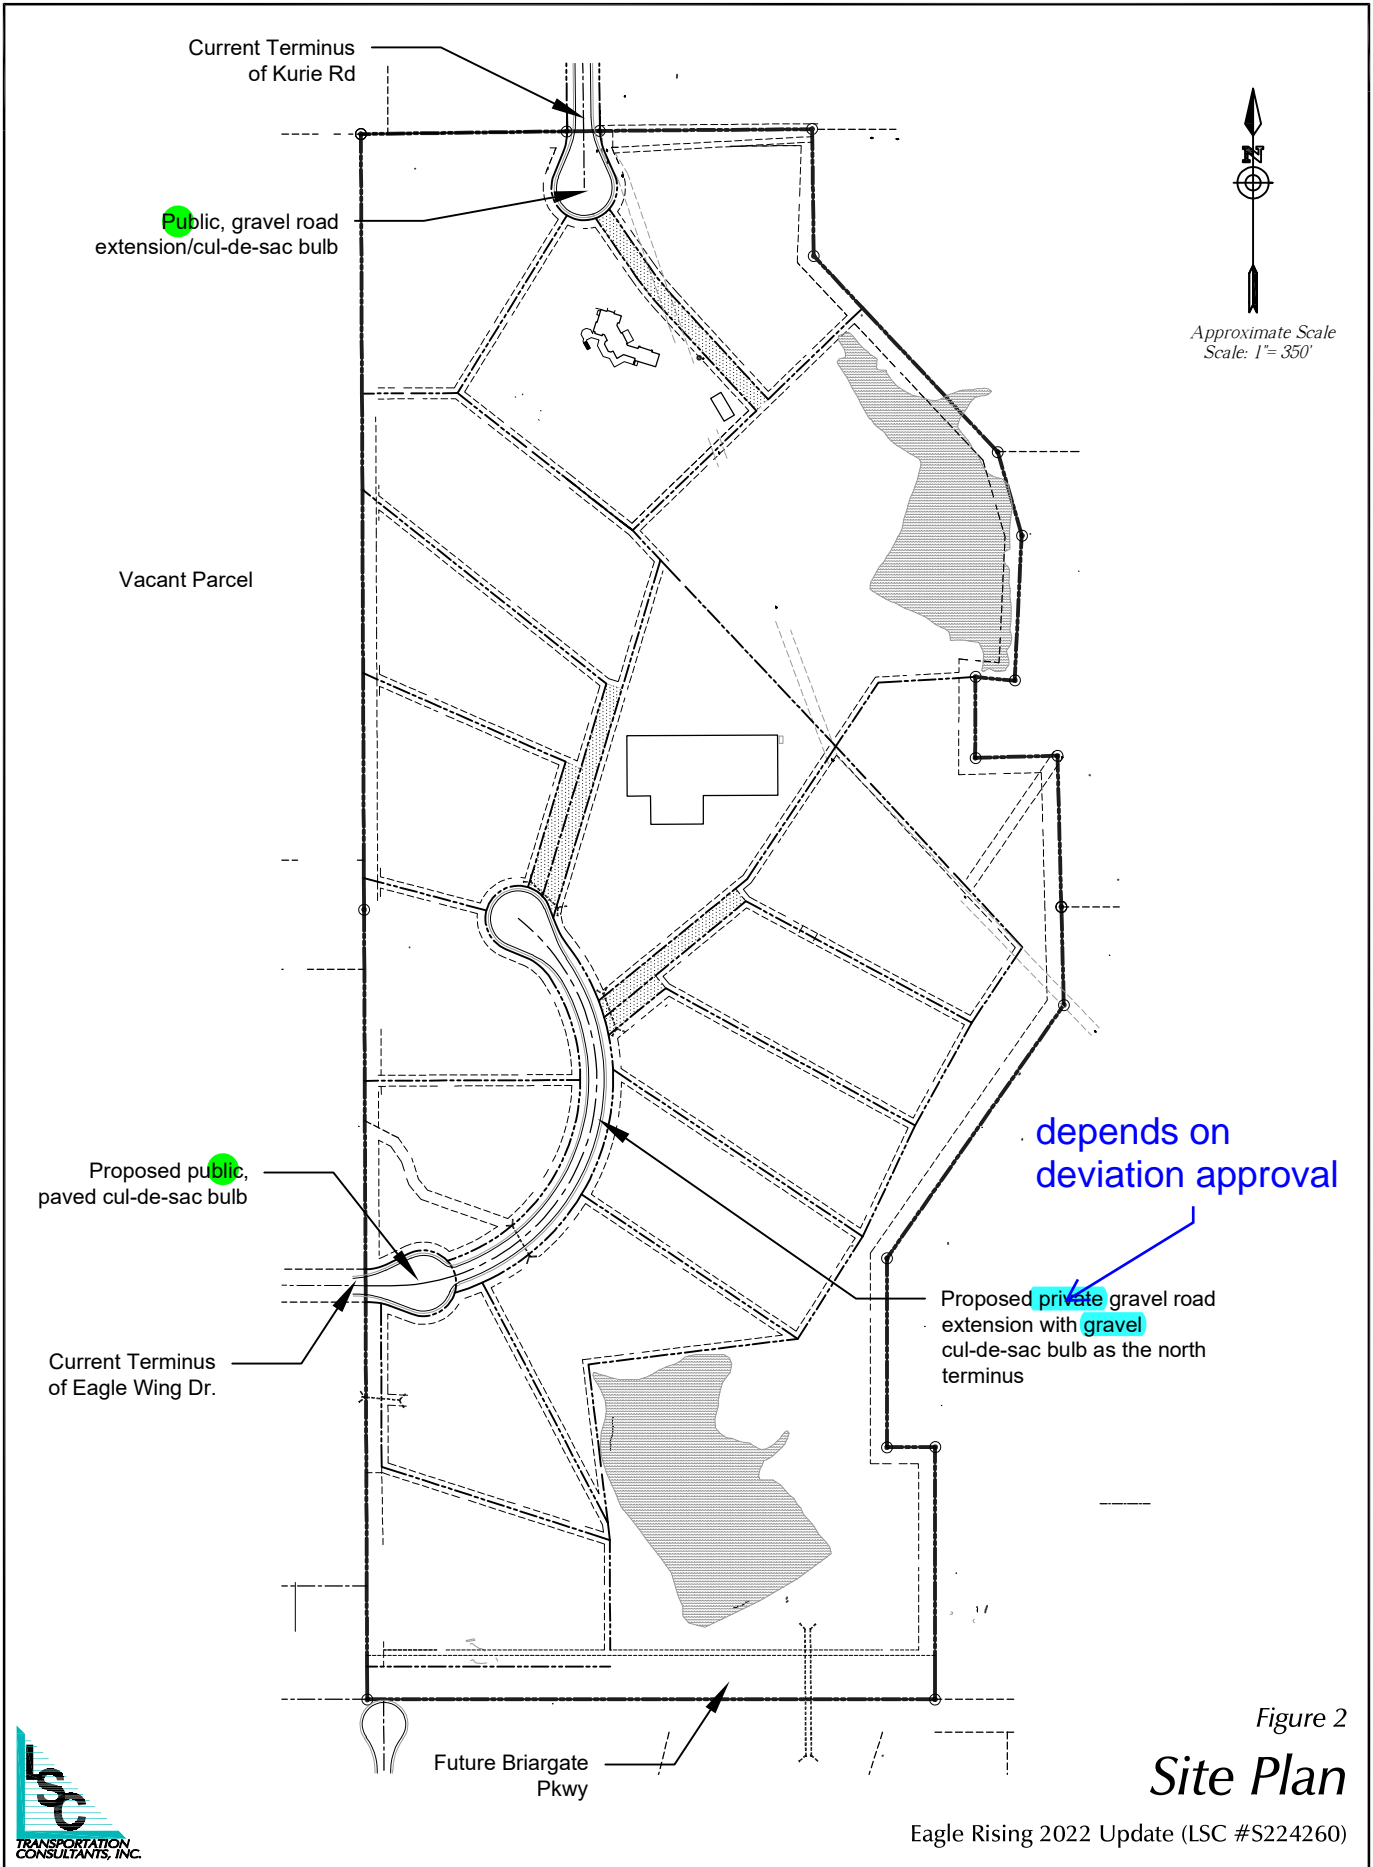 Current Terminus
of Kurie Rd
Public, gravel road
extension/cul-de-sac bulb
N
Approximate Scale
Scale: 1"= 350'
Vacant Parcel
depends on
deviation approval
Proposed public,
paved cul-de-sac bulb
Proposed private gravel road
extension with gravel
cul-de-sac bulb as the north
terminus
Current Terminus
of Eagle Wing Dr.
Future Briargate
Pkwy
Figure 2
Site Plan
Eagle Rising 2022 Update (LSC #S224260)
LSC
TRANSPORTATION
CONSULTANTS, INC.